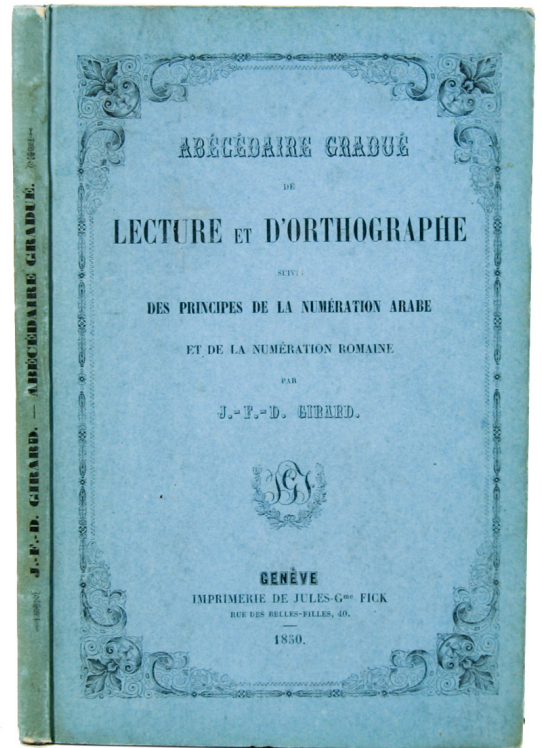 J.-F.-D. GIRARD. — ABÉCÉDAIRE GRADUÉ.
ABÉCÉDAIRE GRADUÉ
DE
LECTURE ET D'ORTHOGRAPHE
SUIVI
DES PRINCIPES DE LA NUMÉRATION ARABE
ET DE LA NUMÉRATION ROMAINE
PAR
J.-F.-D. GIRARD.
GENÈVE
IMPRIMERIE DE JULES-Gme FICK
RUE DES BELLES-FILLES, 40.
1850.